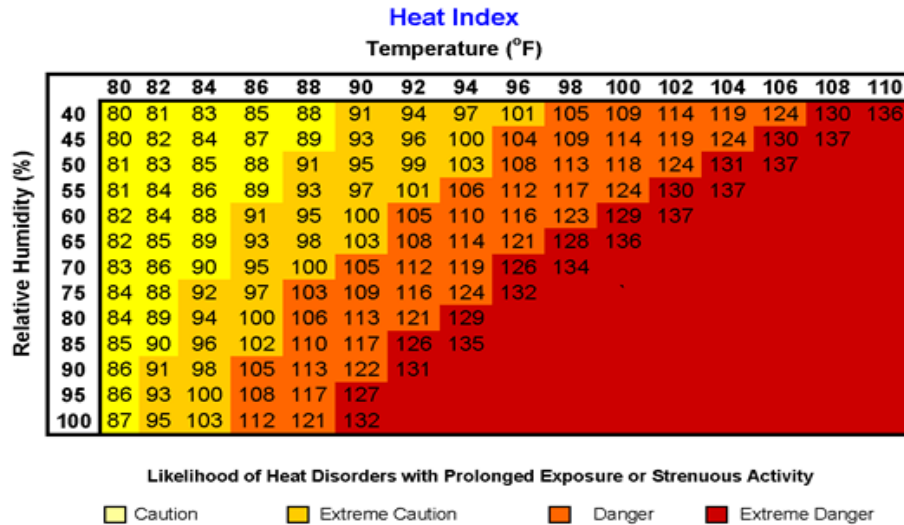 Heat Index
Temperature (°F)
80 82 84 86 88 90 92 94 96 98 100 102 104 106 108 110
40 80 81 83 85 88 91 94 97 101 105 109 114 119 124 130 136
45 80 82 84 87 89 93 96 100 104 109 114 119 124 130 137
50 81 83 85 88 91 95 99 103 108 113 118 124 131 137
55 81 84 86 89 93 97 101 106 112 117 124 130 137
60 82 84 88 91 95 100 105 110 116 123 129 137
65 82 85 89 93 98 103 108 114 121 128 136
70 83 86 90 95 100 105 112 119 126 134
75 84 88 92 97 103 109 116 124 132
80 84 89 94 100 106 113 121 129
85 85 90 96 102 110 117 126 135
90 86 91 98 105 113 122 131
95 86 93 100 108 117 127
100 87 95 103 112 121 132
Relative Humidity (%)
Likelihood of Heat Disorders with Prolonged Exposure or Strenuous Activity
Caution Extreme Caution Danger Extreme Danger